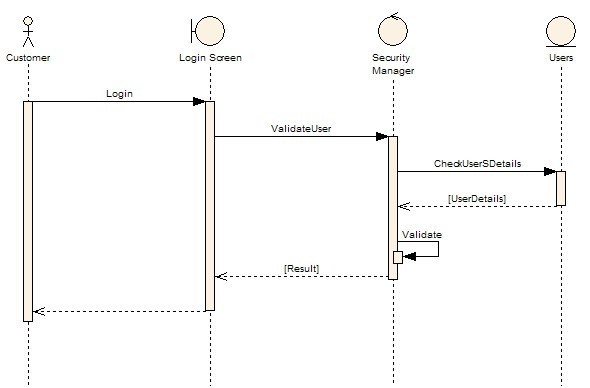 Customer
Login Screen
Security
Manager
Users
Login
ValidateUser
CheckUserSDetails
[UserDetails]
Validate
[Result]